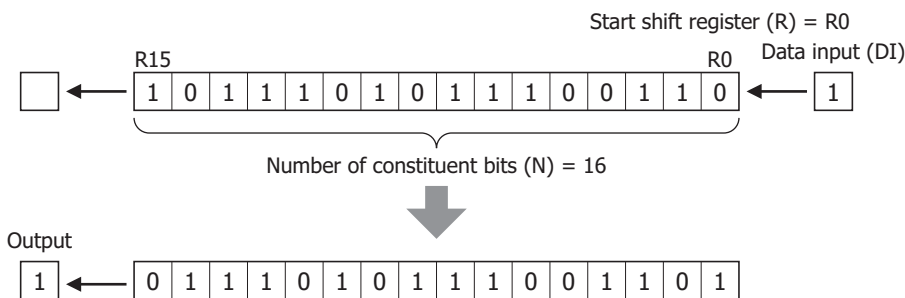 Start shift register (R) = R0
R15 R0 Data input (DI)
1 0 1 1 1 0 1 0 1 1 1 0 0 1 1 0 1
Number of constituent bits (N) = 16
Output
1 0 1 1 1 0 1 0 1 1 1 0 0 1 1 0 1